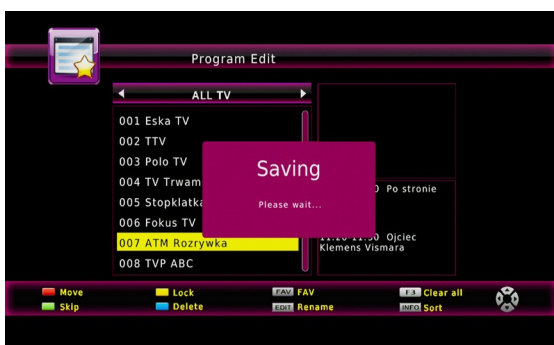 Program Edit
ALL TV
001 Eska TV
002 TTV
003 Polo TV
004 TV Trwam
005 Stopklatka
006 Fokus TV
007 ATM Rozrywka
008 TVP ABC
Saving
Please wait...
Po stronie
Ojciec
Klemens Vismara
Move
Lock
FAV FAV
F3 Clear all
Skip
Delete
EDIT Rename
INFO Sort